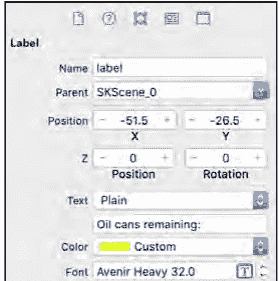 Label
Name label
Parent SKScene_0
Position - -51.5 + - -26.5 +
X Y
Z - 0 + - 0 +
Position Rotation
Text Plain
Oil cans remaining:
Color Custom
Font Avenir Heavy 32.0